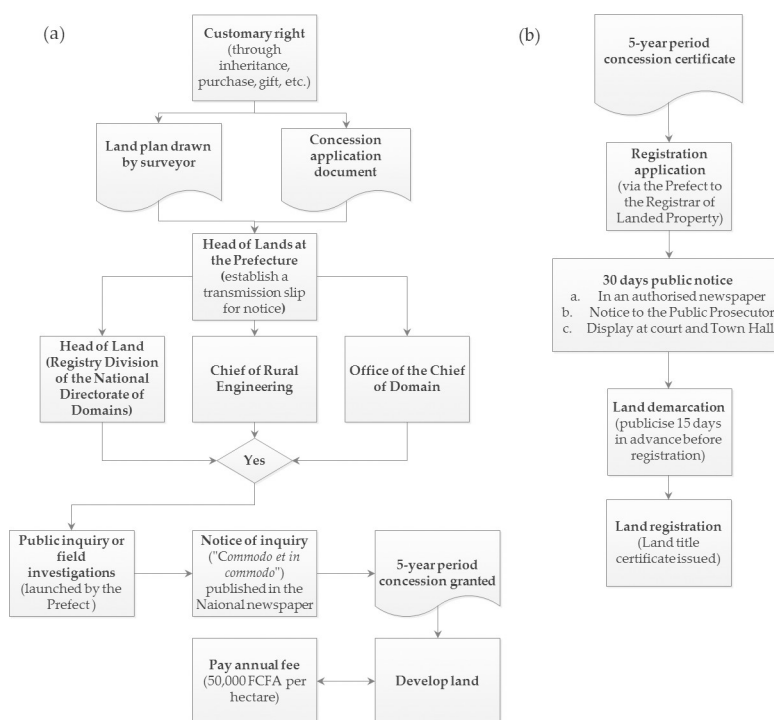 (a)
Customary right
(through
inheritance,
purchase, gift, etc.)
Land plan drawn
by surveyor
Concession
application
document
Head of Lands at
the Prefecture
(establish a
transmission slip
for notice)
Head of Land
(Registry Division
of the National
Directorate of
Domains)
Chief of Rural
Engineering
Office of the Chief
of Domain
Yes
Public inquiry or
field
investigations
(launched by the
Prefect )
Notice of inquiry
("Commodo et in
commodo")
published in the
Naional newspaper
5-year period
concession granted
Pay annual fee
(50,000 FCFA per
hectare)
Develop land
(b)
5-year period
concession certificate
Registration
application
(via the Prefect to
the Registrar of
Landed Property)
30 days public notice
a. In an authorised newspaper
b. Notice to the Public Prosecutor
c. Display at court and Town Hall
Land demarcation
(publicise 15 days
in advance before
registration)
Land registration
(Land title
certificate issued)